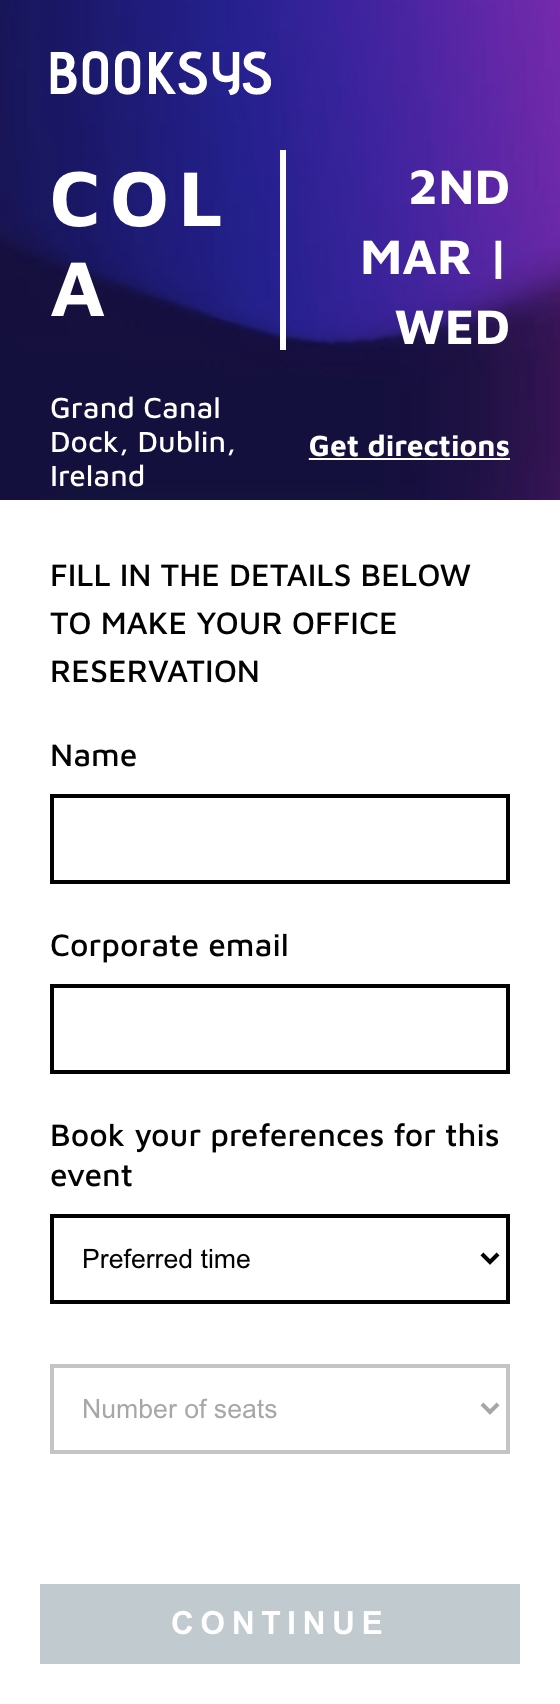 BOOKSYS
COL
A
2ND
MAR |
WED
Grand Canal
Dock, Dublin,
Ireland
Get directions
FILL IN THE DETAILS BELOW
TO MAKE YOUR OFFICE
RESERVATION
Name
Corporate email
Book your preferences for this
event
Preferred time
Number of seats
CONTINUE